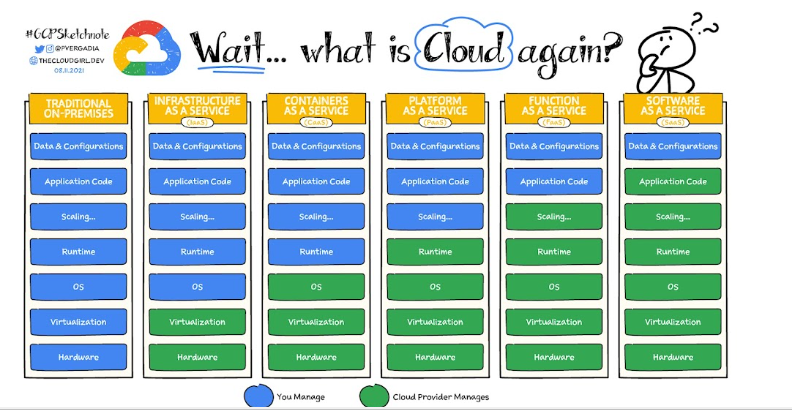 #GCPSketchnote
@PVERGADIA
THECLOUDGIRL.DEV
08.11.2021
Wait... what is Cloud again?
TRADITIONAL
ON-PREMISES
Data & Configurations
Application Code
Scaling...
Runtime
OS
Virtualization
Hardware
INFRASTRUCTURE
AS A SERVICE
(IaaS)
Data & Configurations
Application Code
Scaling...
Runtime
OS
Virtualization
Hardware
CONTAINERS
AS A SERVICE
(CaaS)
Data & Configurations
Application Code
Scaling...
Runtime
OS
Virtualization
Hardware
PLATFORM
AS A SERVICE
(PaaS)
Data & Configurations
Application Code
Scaling...
Runtime
OS
Virtualization
Hardware
FUNCTION
AS A SERVICE
(FaaS)
Data & Configurations
Application Code
Scaling...
Runtime
OS
Virtualization
Hardware
SOFTWARE
AS A SERVICE
(SaaS)
Data & Configurations
Application Code
Scaling...
Runtime
OS
Virtualization
Hardware
You Manage
Cloud Provider Manages